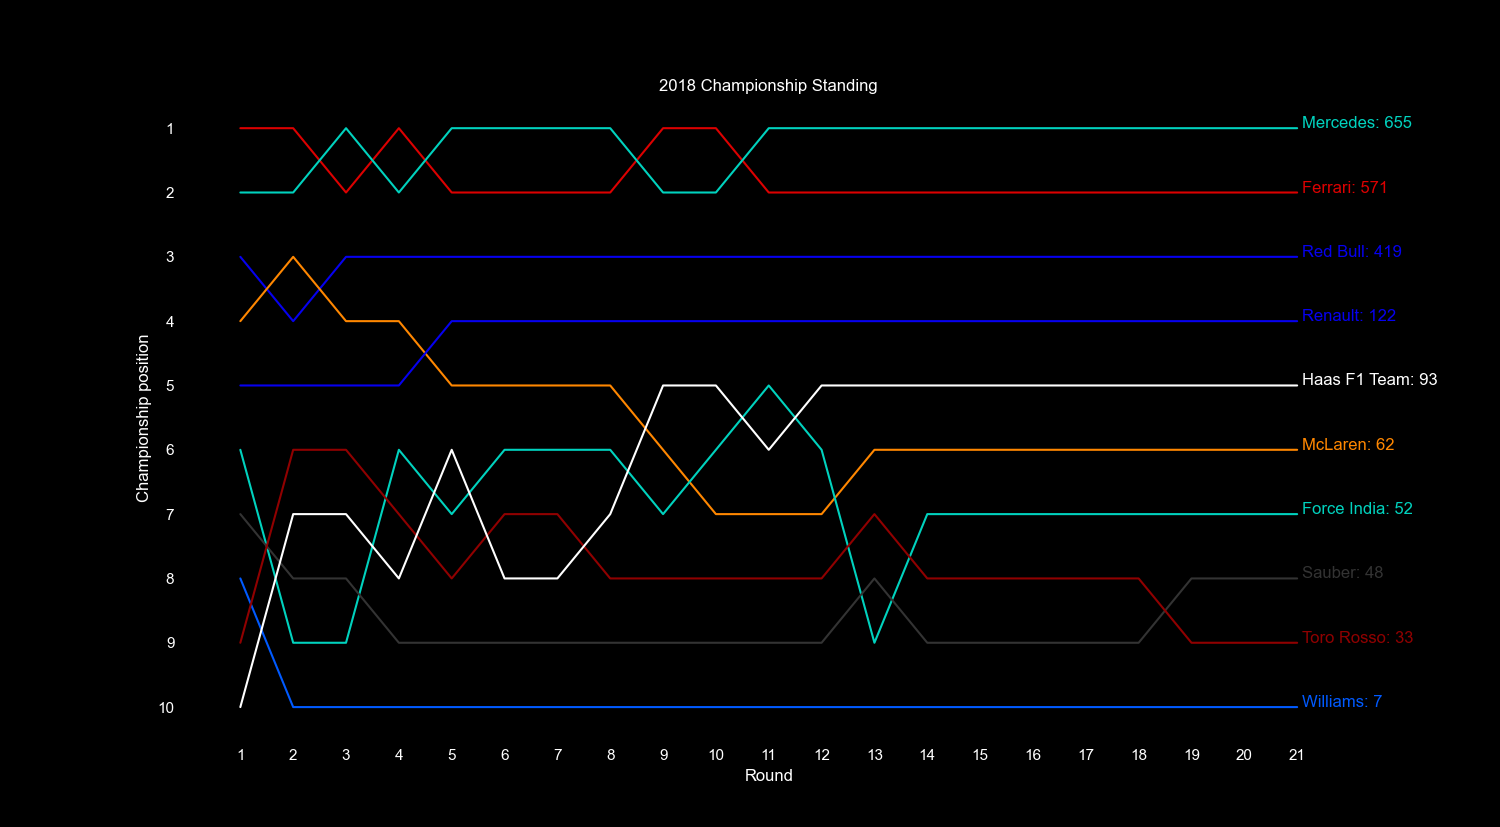 2018 Championship Standing
1
2
3
4
5
6
7
8
9
10
Championship position
Mercedes: 655
Ferrari: 571
Red Bull: 419
Renault: 122
Haas F1 Team: 93
McLaren: 62
Force India: 52
Sauber: 48
Toro Rosso: 33
Williams: 7
1 2 3 4 5 6 7 8 9 10 11 12 13 14 15 16 17 18 19 20 21
Round